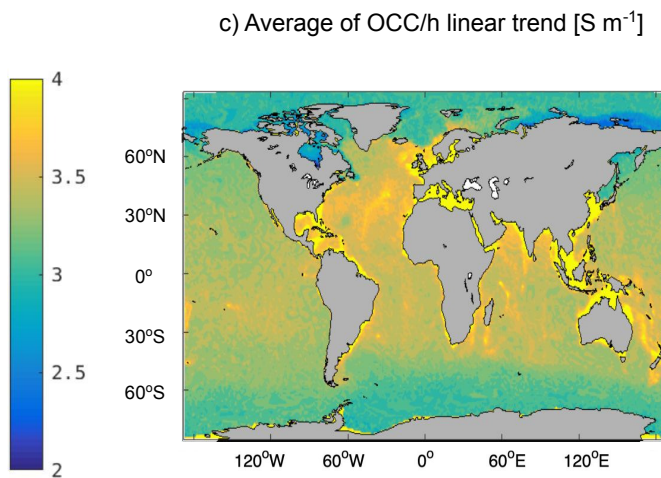 c) Average of OCC/h linear trend [S m⁻¹]
4
3.5
3
2.5
2
60ºN
30ºN
0º
30ºS
60ºS
120ºW 60ºW 0º 60ºE 120ºE